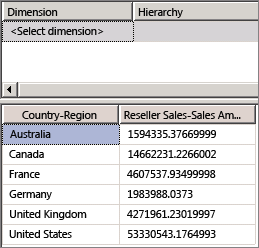 Dimension Hierarchy
<Select dimension>
Country-Region Reseller Sales-Sales Am...
Australia 1594335.37669999
Canada 14662231.2266002
France 4607537.93499998
Germany 1983988.0373
United Kingdom 4271961.23019997
United States 53330543.1764993